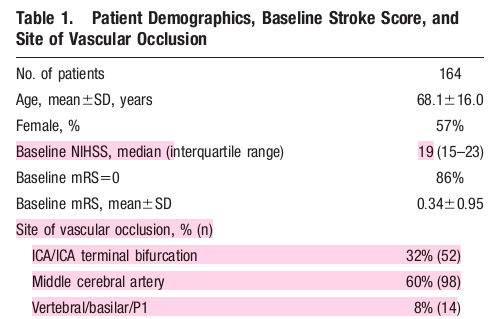 Table 1. Patient Demographics, Baseline Stroke Score, and
Site of Vascular Occlusion
No. of patients 164
Age, mean±SD, years 68.1±16.0
Female, % 57%
Baseline NIHSS, median (interquartile range) 19 (15–23)
Baseline mRS=0 86%
Baseline mRS, mean±SD 0.34±0.95
Site of vascular occlusion, % (n)
ICA/ICA terminal bifurcation 32% (52)
Middle cerebral artery 60% (98)
Vertebral/basilar/P1 8% (14)